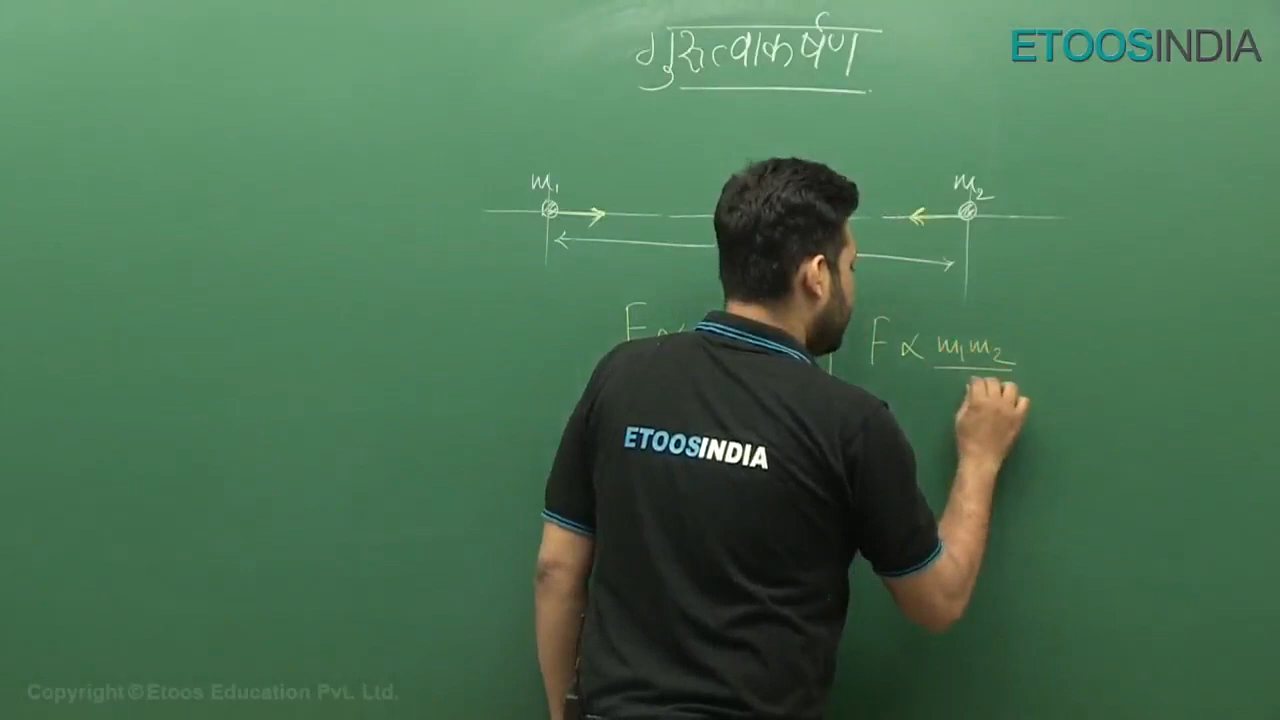 ETOOSINDIA
गुरुत्वाकर्षण
m₁ m₂
F ∝ F ∝ m₁m₂
ETOOSINDIA
Copyright © Etoos Education Pvt. Ltd.